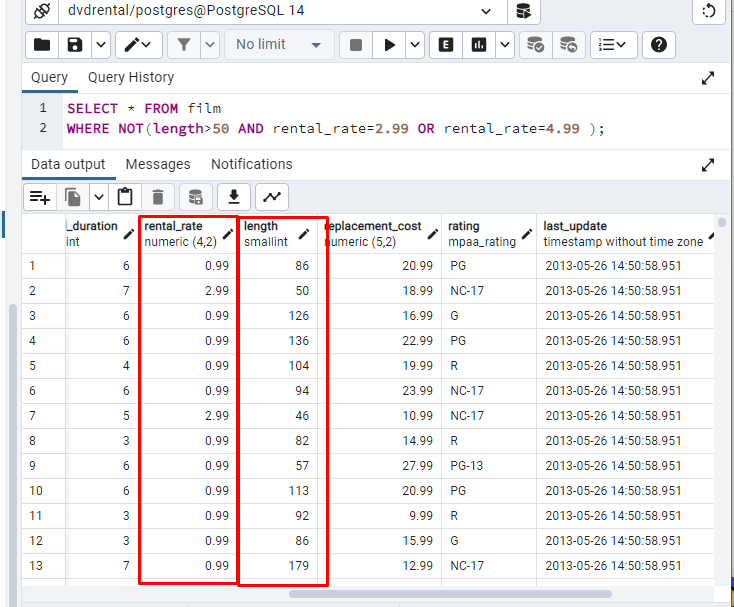 dvdrental/postgres@PostgreSQL 14
No limit
E
Query Query History
1 SELECT * FROM film
2 WHERE NOT(length>50 AND rental_rate=2.99 OR rental_rate=4.99 );
Data output Messages Notifications
l_duration rental_rate length replacement_cost rating last_update
int numeric (4,2) smallint numeric (5,2) mpaa_rating timestamp without time zone
1 6 0.99 86 20.99 PG 2013-05-26 14:50:58.951
2 7 2.99 50 18.99 NC-17 2013-05-26 14:50:58.951
3 6 0.99 126 16.99 G 2013-05-26 14:50:58.951
4 6 0.99 136 22.99 PG 2013-05-26 14:50:58.951
5 4 0.99 104 19.99 R 2013-05-26 14:50:58.951
6 6 0.99 94 23.99 NC-17 2013-05-26 14:50:58.951
7 5 2.99 46 10.99 NC-17 2013-05-26 14:50:58.951
8 3 0.99 82 14.99 R 2013-05-26 14:50:58.951
9 6 0.99 57 27.99 PG-13 2013-05-26 14:50:58.951
10 6 0.99 113 20.99 PG 2013-05-26 14:50:58.951
11 3 0.99 92 9.99 R 2013-05-26 14:50:58.951
12 3 0.99 86 15.99 G 2013-05-26 14:50:58.951
13 7 0.99 179 12.99 NC-17 2013-05-26 14:50:58.951